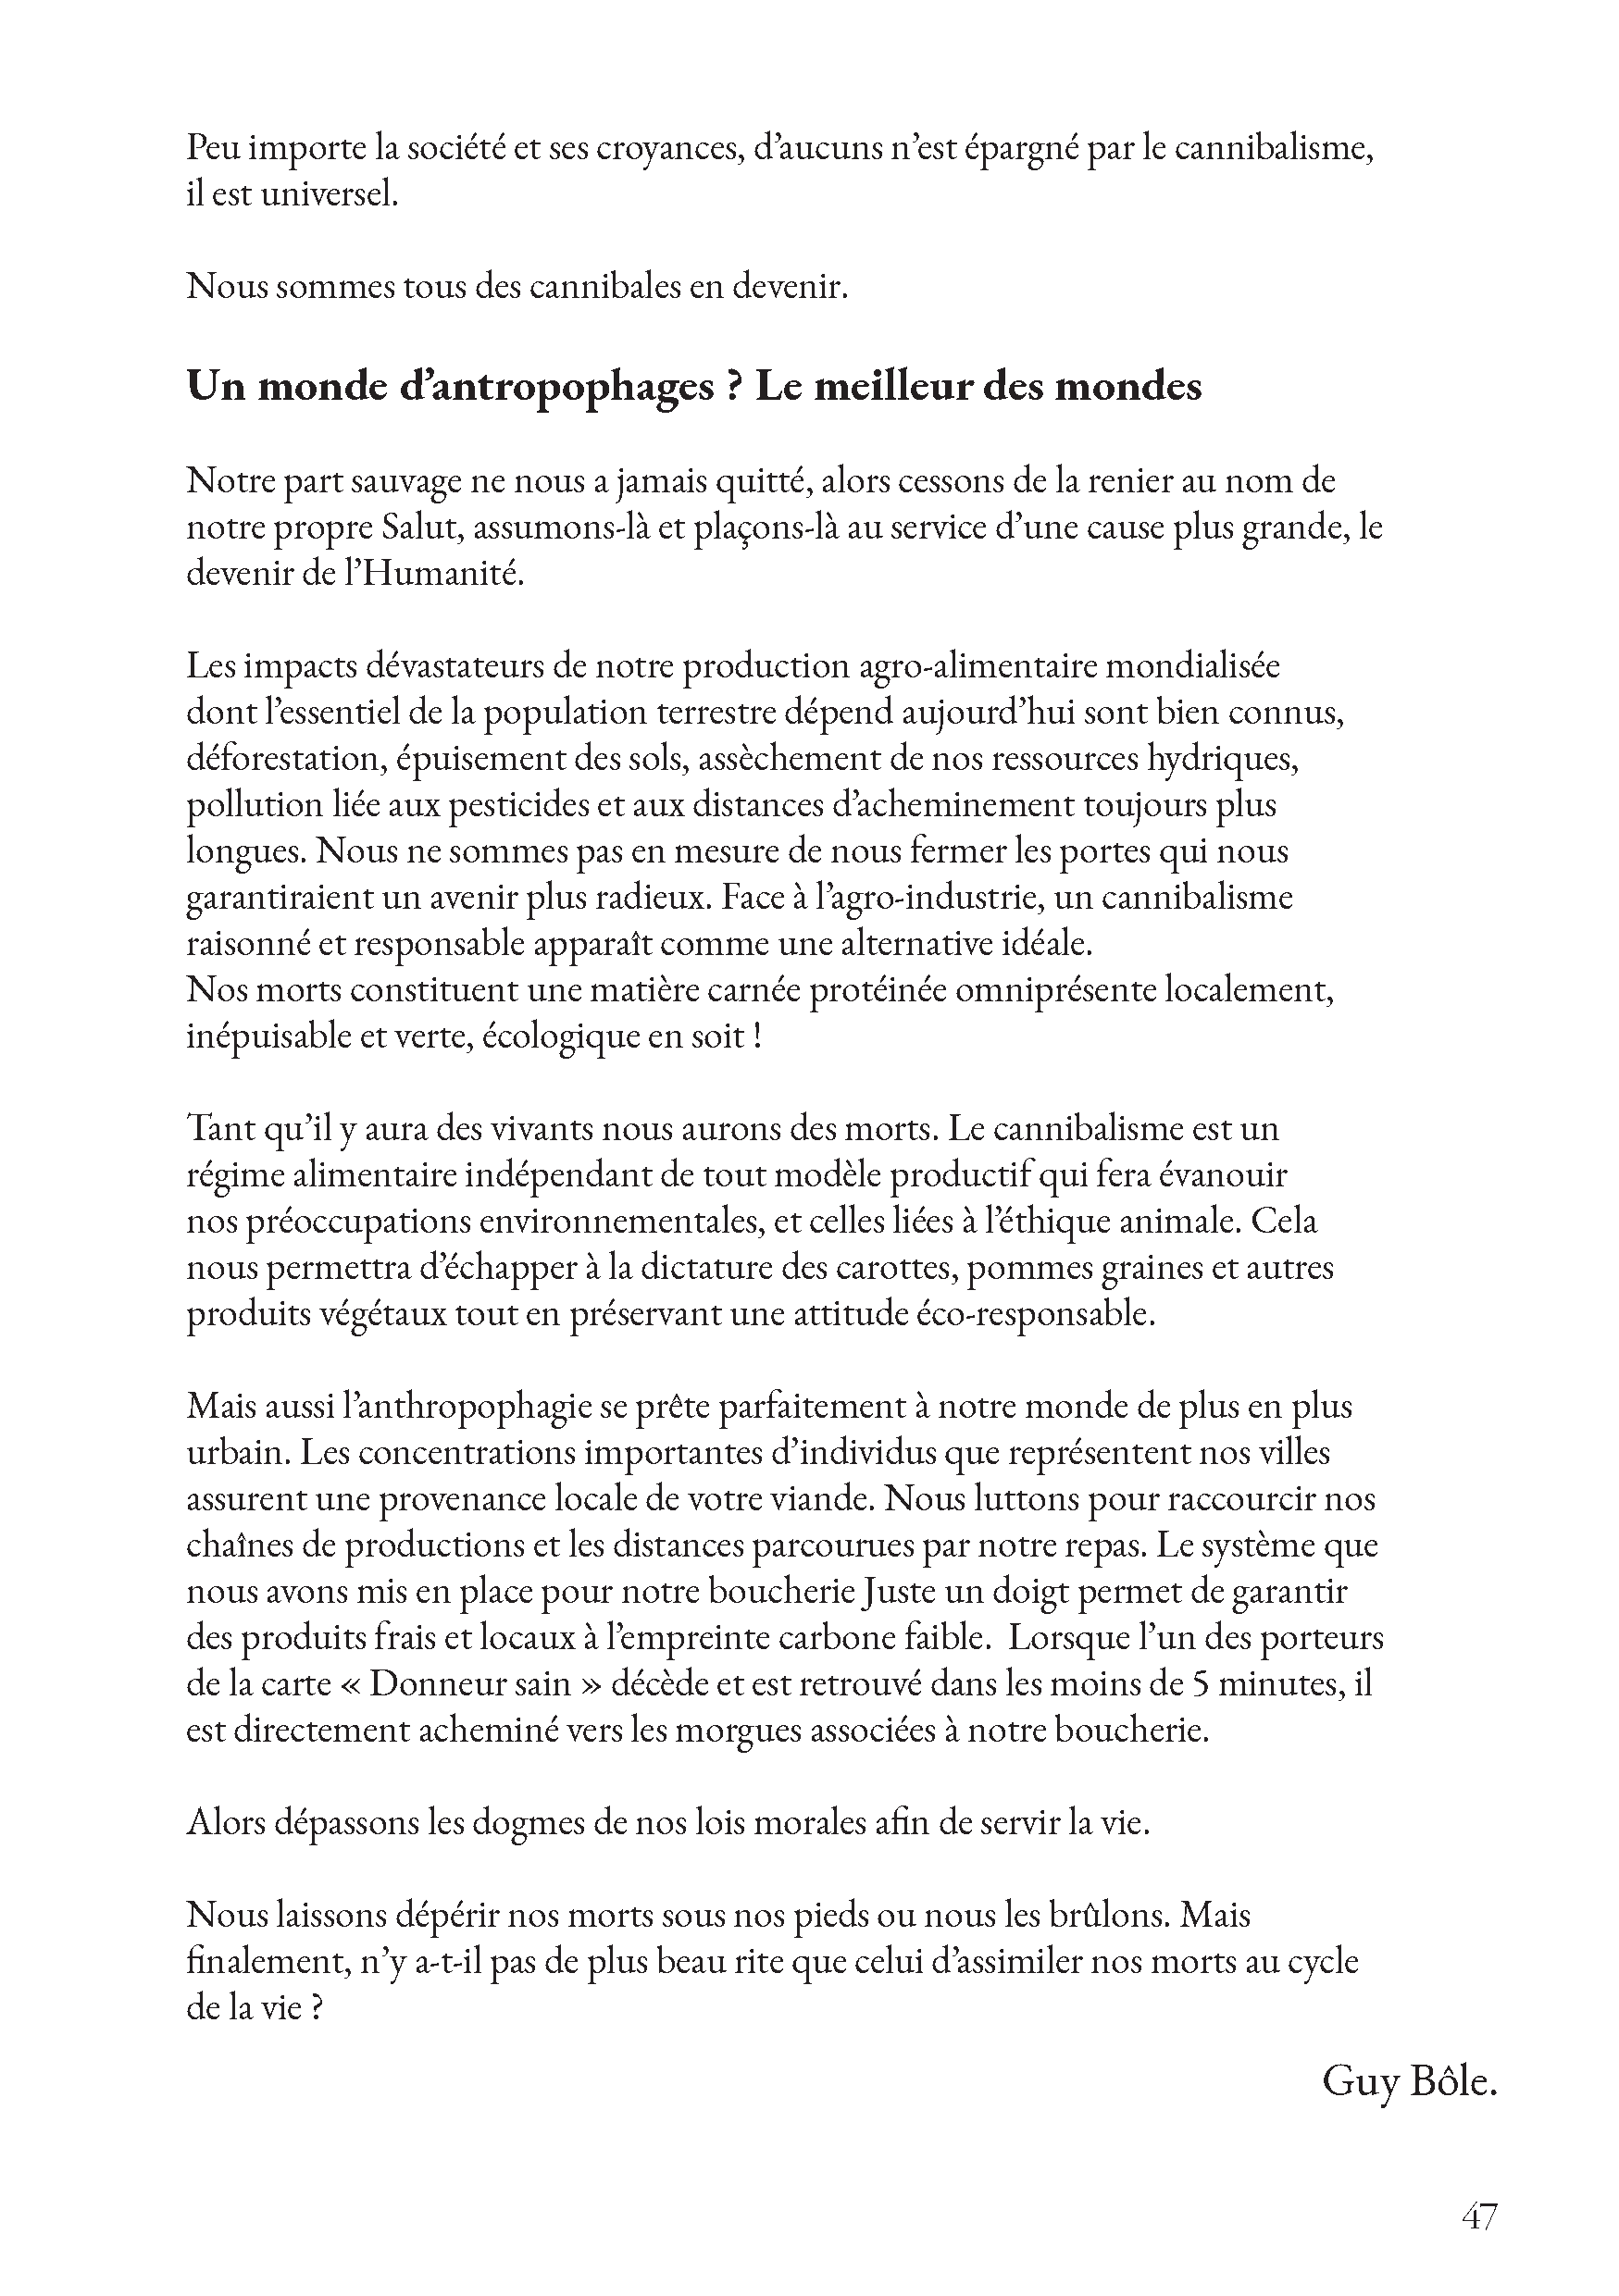 Peu importe la société et ses croyances, d’aucuns n’est épargné par le cannibalisme,
il est universel.
Nous sommes tous des cannibales en devenir.
Un monde d’antropophages ? Le meilleur des mondes
Notre part sauvage ne nous a jamais quitté, alors cessons de la renier au nom de
notre propre Salut, assumons-là et plaçons-là au service d’une cause plus grande, le
devenir de l’Humanité.
Les impacts dévastateurs de notre production agro-alimentaire mondialisée
dont l’essentiel de la population terrestre dépend aujourd’hui sont bien connus,
déforestation, épuisement des sols, assèchement de nos ressources hydriques,
pollution liée aux pesticides et aux distances d’acheminement toujours plus
longues. Nous ne sommes pas en mesure de nous fermer les portes qui nous
garantiraient un avenir plus radieux. Face à l’agro-industrie, un cannibalisme
raisonné et responsable apparaît comme une alternative idéale.
Nos morts constituent une matière carnée protéinée omniprésente localement,
inépuisable et verte, écologique en soit !
Tant qu’il y aura des vivants nous aurons des morts. Le cannibalisme est un
régime alimentaire indépendant de tout modèle productif qui fera évanouir
nos préoccupations environnementales, et celles liées à l’éthique animale. Cela
nous permettra d’échapper à la dictature des carottes, pommes graines et autres
produits végétaux tout en préservant une attitude éco-responsable.
Mais aussi l’anthropophagie se prête parfaitement à notre monde de plus en plus
urbain. Les concentrations importantes d’individus que représentent nos villes
assurent une provenance locale de votre viande. Nous luttons pour raccourcir nos
chaînes de productions et les distances parcourues par notre repas. Le système que
nous avons mis en place pour notre boucherie Juste un doigt permet de garantir
des produits frais et locaux à l’empreinte carbone faible.  Lorsque l’un des porteurs
de la carte « Donneur sain » décède et est retrouvé dans les moins de 5 minutes, il
est directement acheminé vers les morgues associées à notre boucherie.
Alors dépassons les dogmes de nos lois morales afin de servir la vie.
Nous laissons dépérir nos morts sous nos pieds ou nous les brûlons. Mais
finalement, n’y a-t-il pas de plus beau rite que celui d’assimiler nos morts au cycle
de la vie ?
Guy Bôle.
47